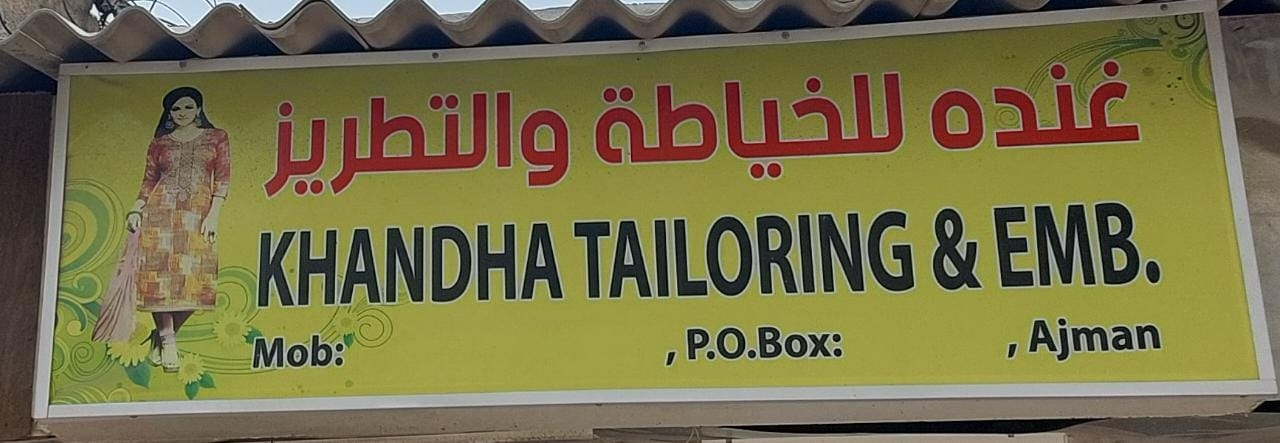 غنده للخياطة والتطريز
KHANDHA TAILORING & EMB.
Mob: , P.O.Box: , Ajman